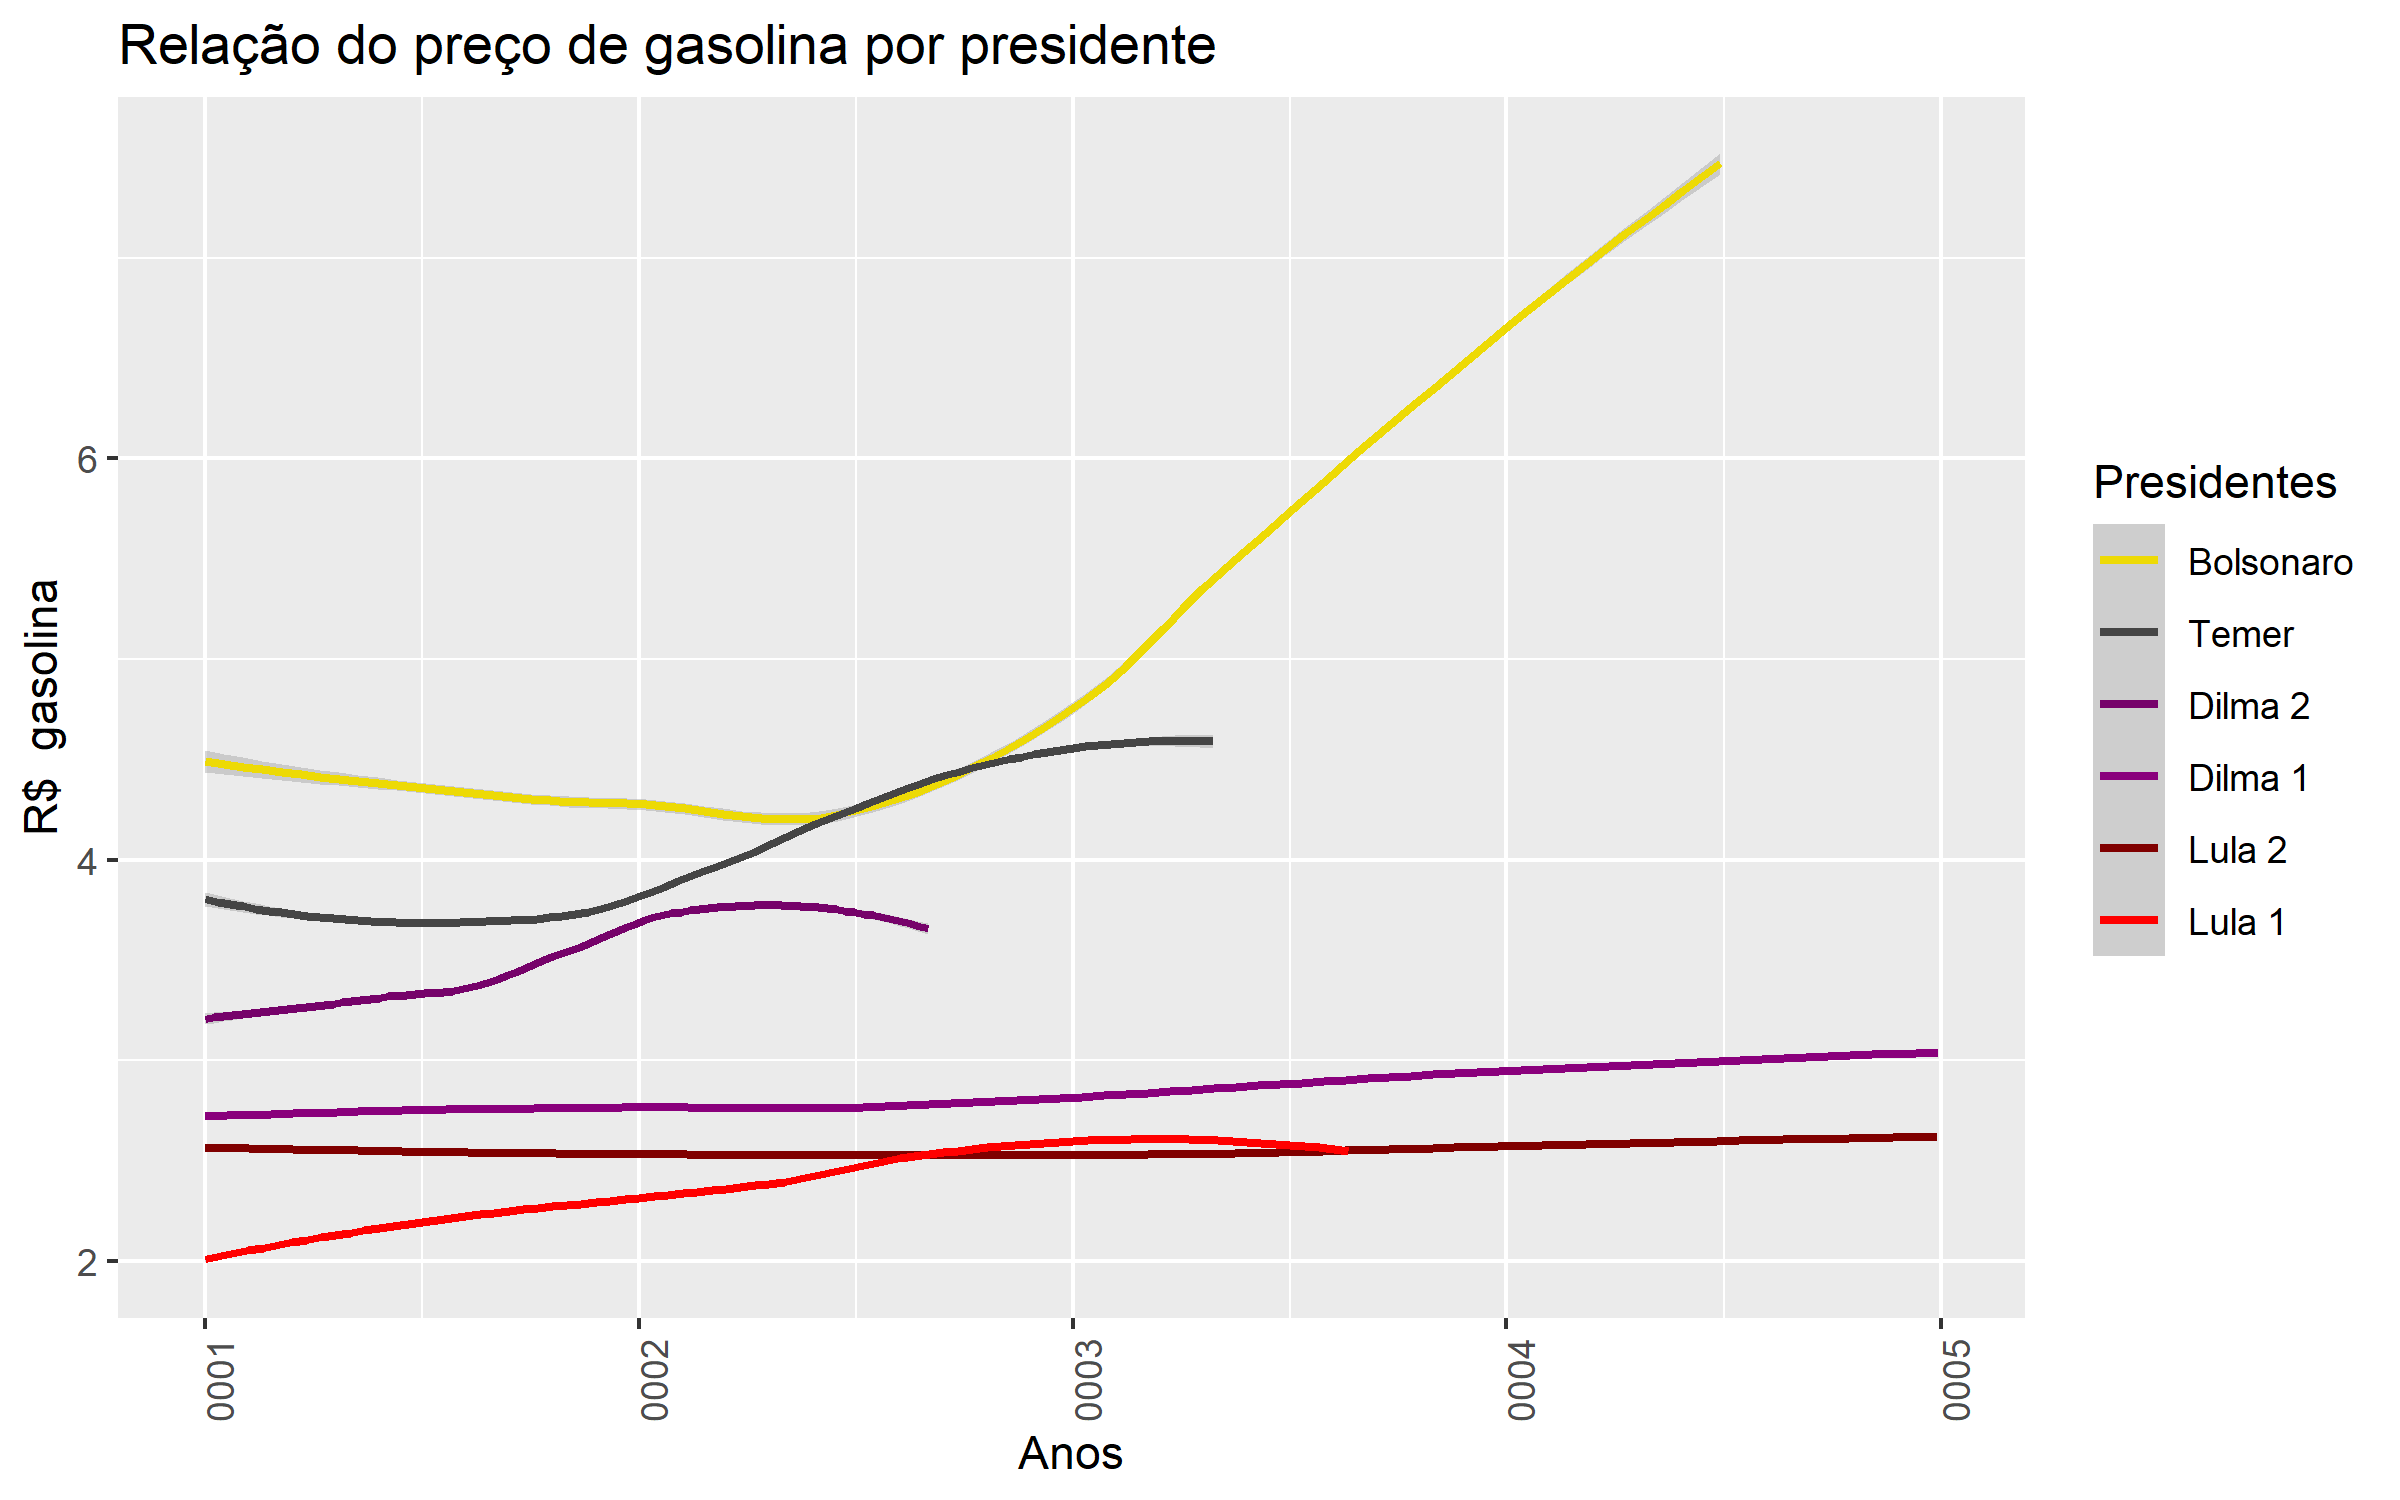 Relação do preço de gasolina por presidente
R$ gasolina
6
4
2
0001
0002
0003
0004
0005
Anos
Presidentes
Bolsonaro
Temer
Dilma 2
Dilma 1
Lula 2
Lula 1